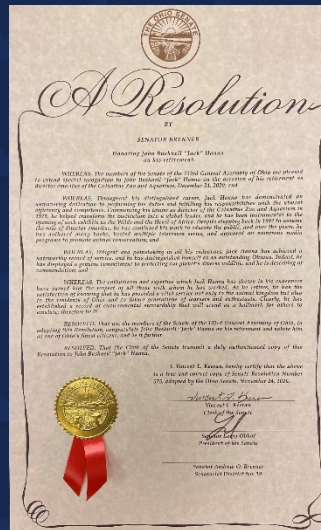 THE OHIO SENATE
A Resolution
BY
SENATOR BRENNER
Honoring John Bushnell "Jack" Hanna
on his retirement.
WHEREAS, The members of the Senate of the 133rd General Assembly of Ohio are pleased
to extend special recognition to John Bushnell "Jack" Hanna on the occasion of his retirement as
director emeritus of the Columbus Zoo and Aquarium, December 31, 2020; and
WHEREAS, Throughout his distinguished career, Jack Hanna has demonstrated an
unwavering dedication to performing his duties and fulfilling his responsibilities with the utmost
efficiency and competence. Commencing his tenure as director of the Columbus Zoo and Aquarium in
1978, he helped transform the institution into a global leader, and he has been instrumental to the
opening of such exhibits as the Wilds and the Heart of Africa. Despite stepping back in 1992 to assume
the role of director emeritus, he has continued his work to educate the public, and over the years, he
has authored many books, hosted multiple television series, and appeared on numerous media
programs to promote animal conservation; and
WHEREAS, Diligent and painstaking in all his endeavors, Jack Hanna has achieved a
noteworthy record of service, and he has distinguished himself as an outstanding Ohioan. Indeed, he
has displayed a genuine commitment to protecting our planet's diverse wildlife, and he is deserving of
commendation; and
WHEREAS, The enthusiasm and expertise which Jack Hanna has shown in his endeavors
have earned him the respect of all those with whom he has worked. As he retires, he has the
satisfaction of knowing that he has provided a vital service not only to the animal kingdom but also
to the residents of Ohio and to future generations of learners and enthusiasts. Clearly, he has
established a record of environmental stewardship that will stand as a hallmark for others to
emulate; therefore be it
RESOLVED, That we, the members of the Senate of the 133rd General Assembly of Ohio, in
adopting this Resolution, congratulate John Bushnell "Jack" Hanna on his retirement and salute him
as one of Ohio's finest citizens; and be it further
RESOLVED, That the Clerk of the Senate transmit a duly authenticated copy of this
Resolution to John Bushnell "Jack" Hanna.
I, Vincent L. Keeran, hereby certify that the above
is a true and correct copy of Senate Resolution Number
575, adopted by the Ohio Senate, November 24, 2020.
Vincent L. Keeran
Clerk of the Senate
Senator Larry Obhof
President of the Senate
Senator Andrew O. Brenner
Senatorial District No. 19